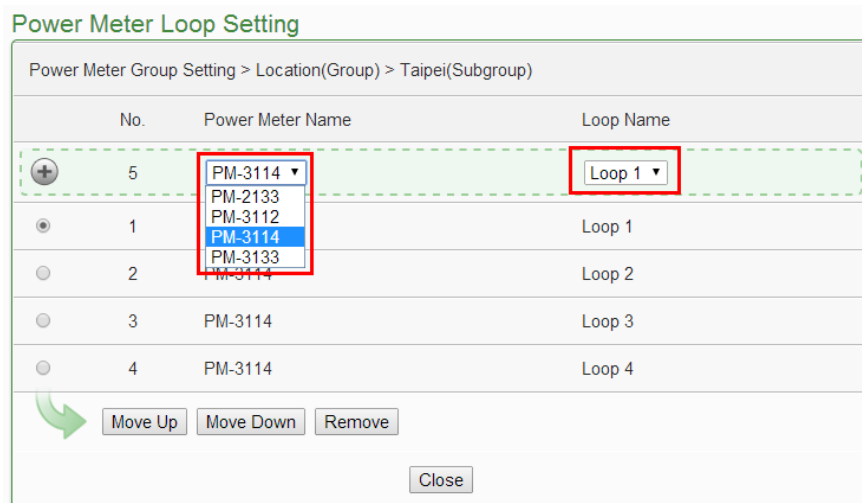 Power Meter Loop Setting
Power Meter Group Setting > Location(Group) > Taipei(Subgroup)
No. Power Meter Name Loop Name
5 PM-3114 Loop 1
PM-2133
PM-3112
PM-3114
PM-3133
1 Loop 1
2 PM-3114 Loop 2
3 PM-3114 Loop 3
4 PM-3114 Loop 4
Move Up Move Down Remove
Close